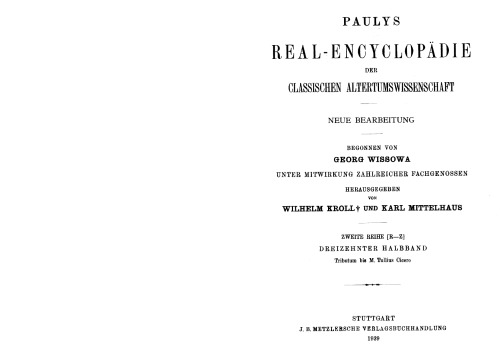 PAULYS
REAL-ENCYCLOPÄDIE
DER
CLASSISCHEN ALTERTUMSWISSENSCHAFT
NEUE BEARBEITUNG
BEGONNEN VON
GEORG WISSOWA
UNTER MITWIRKUNG ZAHLREICHER FACHGENOSSEN
HERAUSGEGEBEN
VON
WILHELM KROLL† UND KARL MITTELHAUS
ZWEITE REIHE [R—Z]
DREIZEHNTER HALBBAND
Tributum bis M. Tullius Cicero
STUTTGART
J. B. METZLERSCHE VERLAGSBUCHHANDLUNG
1939